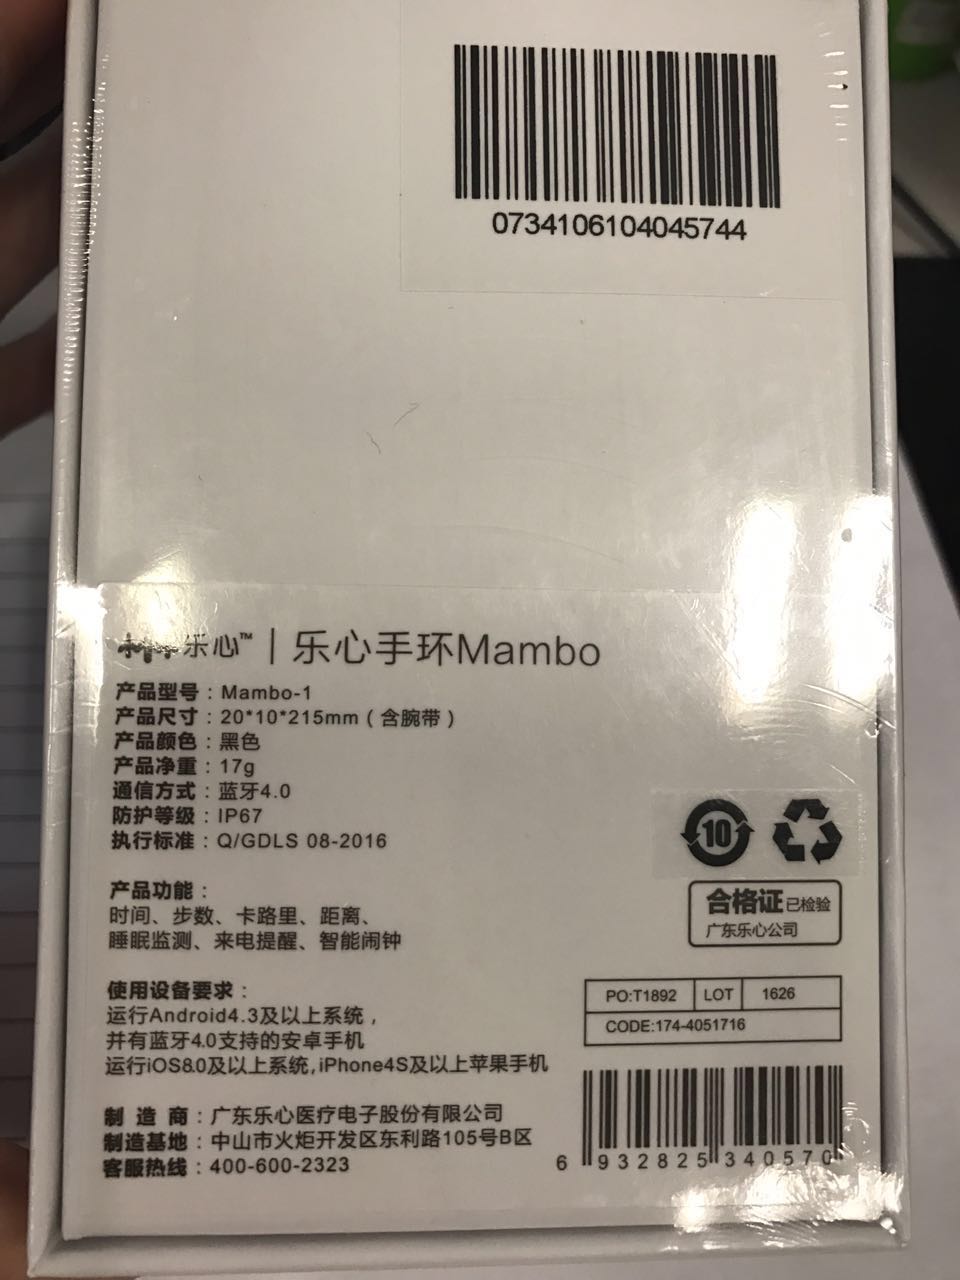 0734106104045744
乐心™ | 乐心手环Mambo
产品型号：Mambo-1
产品尺寸：20*10*215mm（含腕带）
产品颜色：黑色
产品净重：17g
通信方式：蓝牙4.0
防护等级：IP67
执行标准：Q/GDLS 08-2016
10
产品功能：
时间、步数、卡路里、距离、
睡眠监测、来电提醒、智能闹钟
合格证已检验
广东乐心公司
使用设备要求：
运行Android4.3及以上系统，
并有蓝牙4.0支持的安卓手机
运行iOS8.0及以上系统,iPhone4S及以上苹果手机
PO:T1892 LOT 1626
CODE:174-4051716
制造商：广东乐心医疗电子股份有限公司
制造基地：中山市火炬开发区东利路105号B区
客服热线：400-600-2323
6 932825 340570